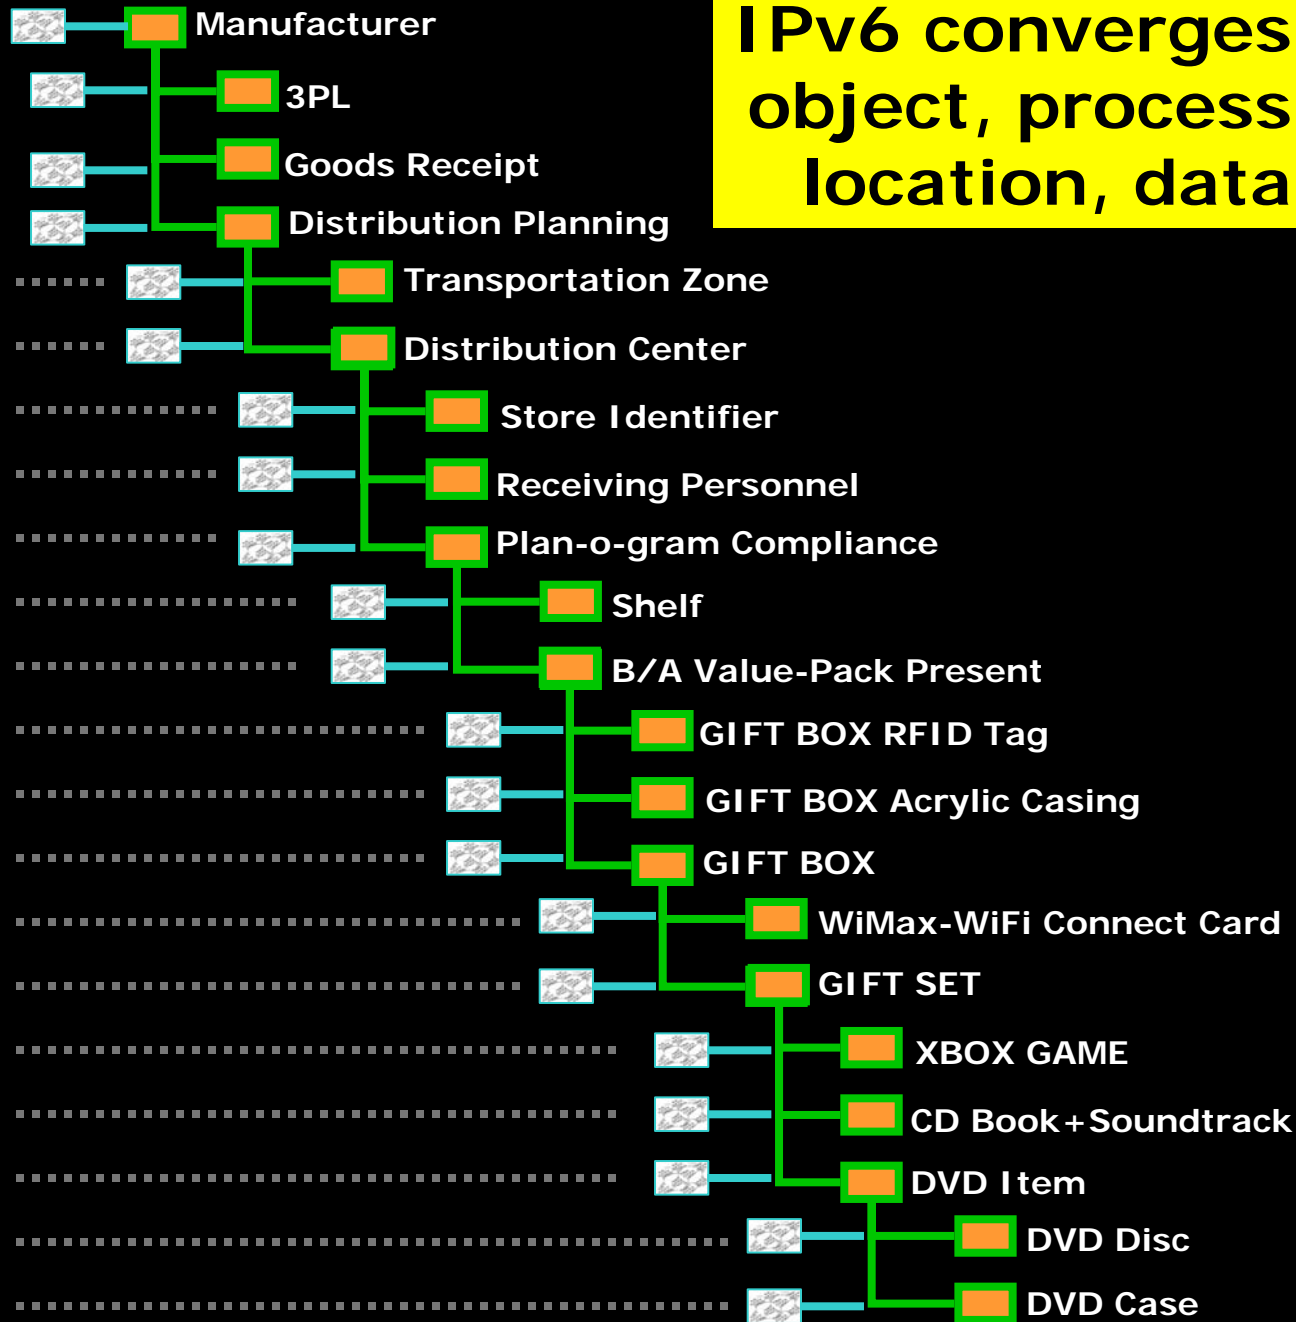 Manufacturer
IPv6 converges
object, process
location, data
3PL
Goods Receipt
Distribution Planning
Transportation Zone
Distribution Center
Store Identifier
Receiving Personnel
Plan-o-gram Compliance
Shelf
B/A Value-Pack Present
GIFT BOX RFID Tag
GIFT BOX Acrylic Casing
GIFT BOX
WiMax-WiFi Connect Card
GIFT SET
XBOX GAME
CD Book+Soundtrack
DVD Item
DVD Disc
DVD Case